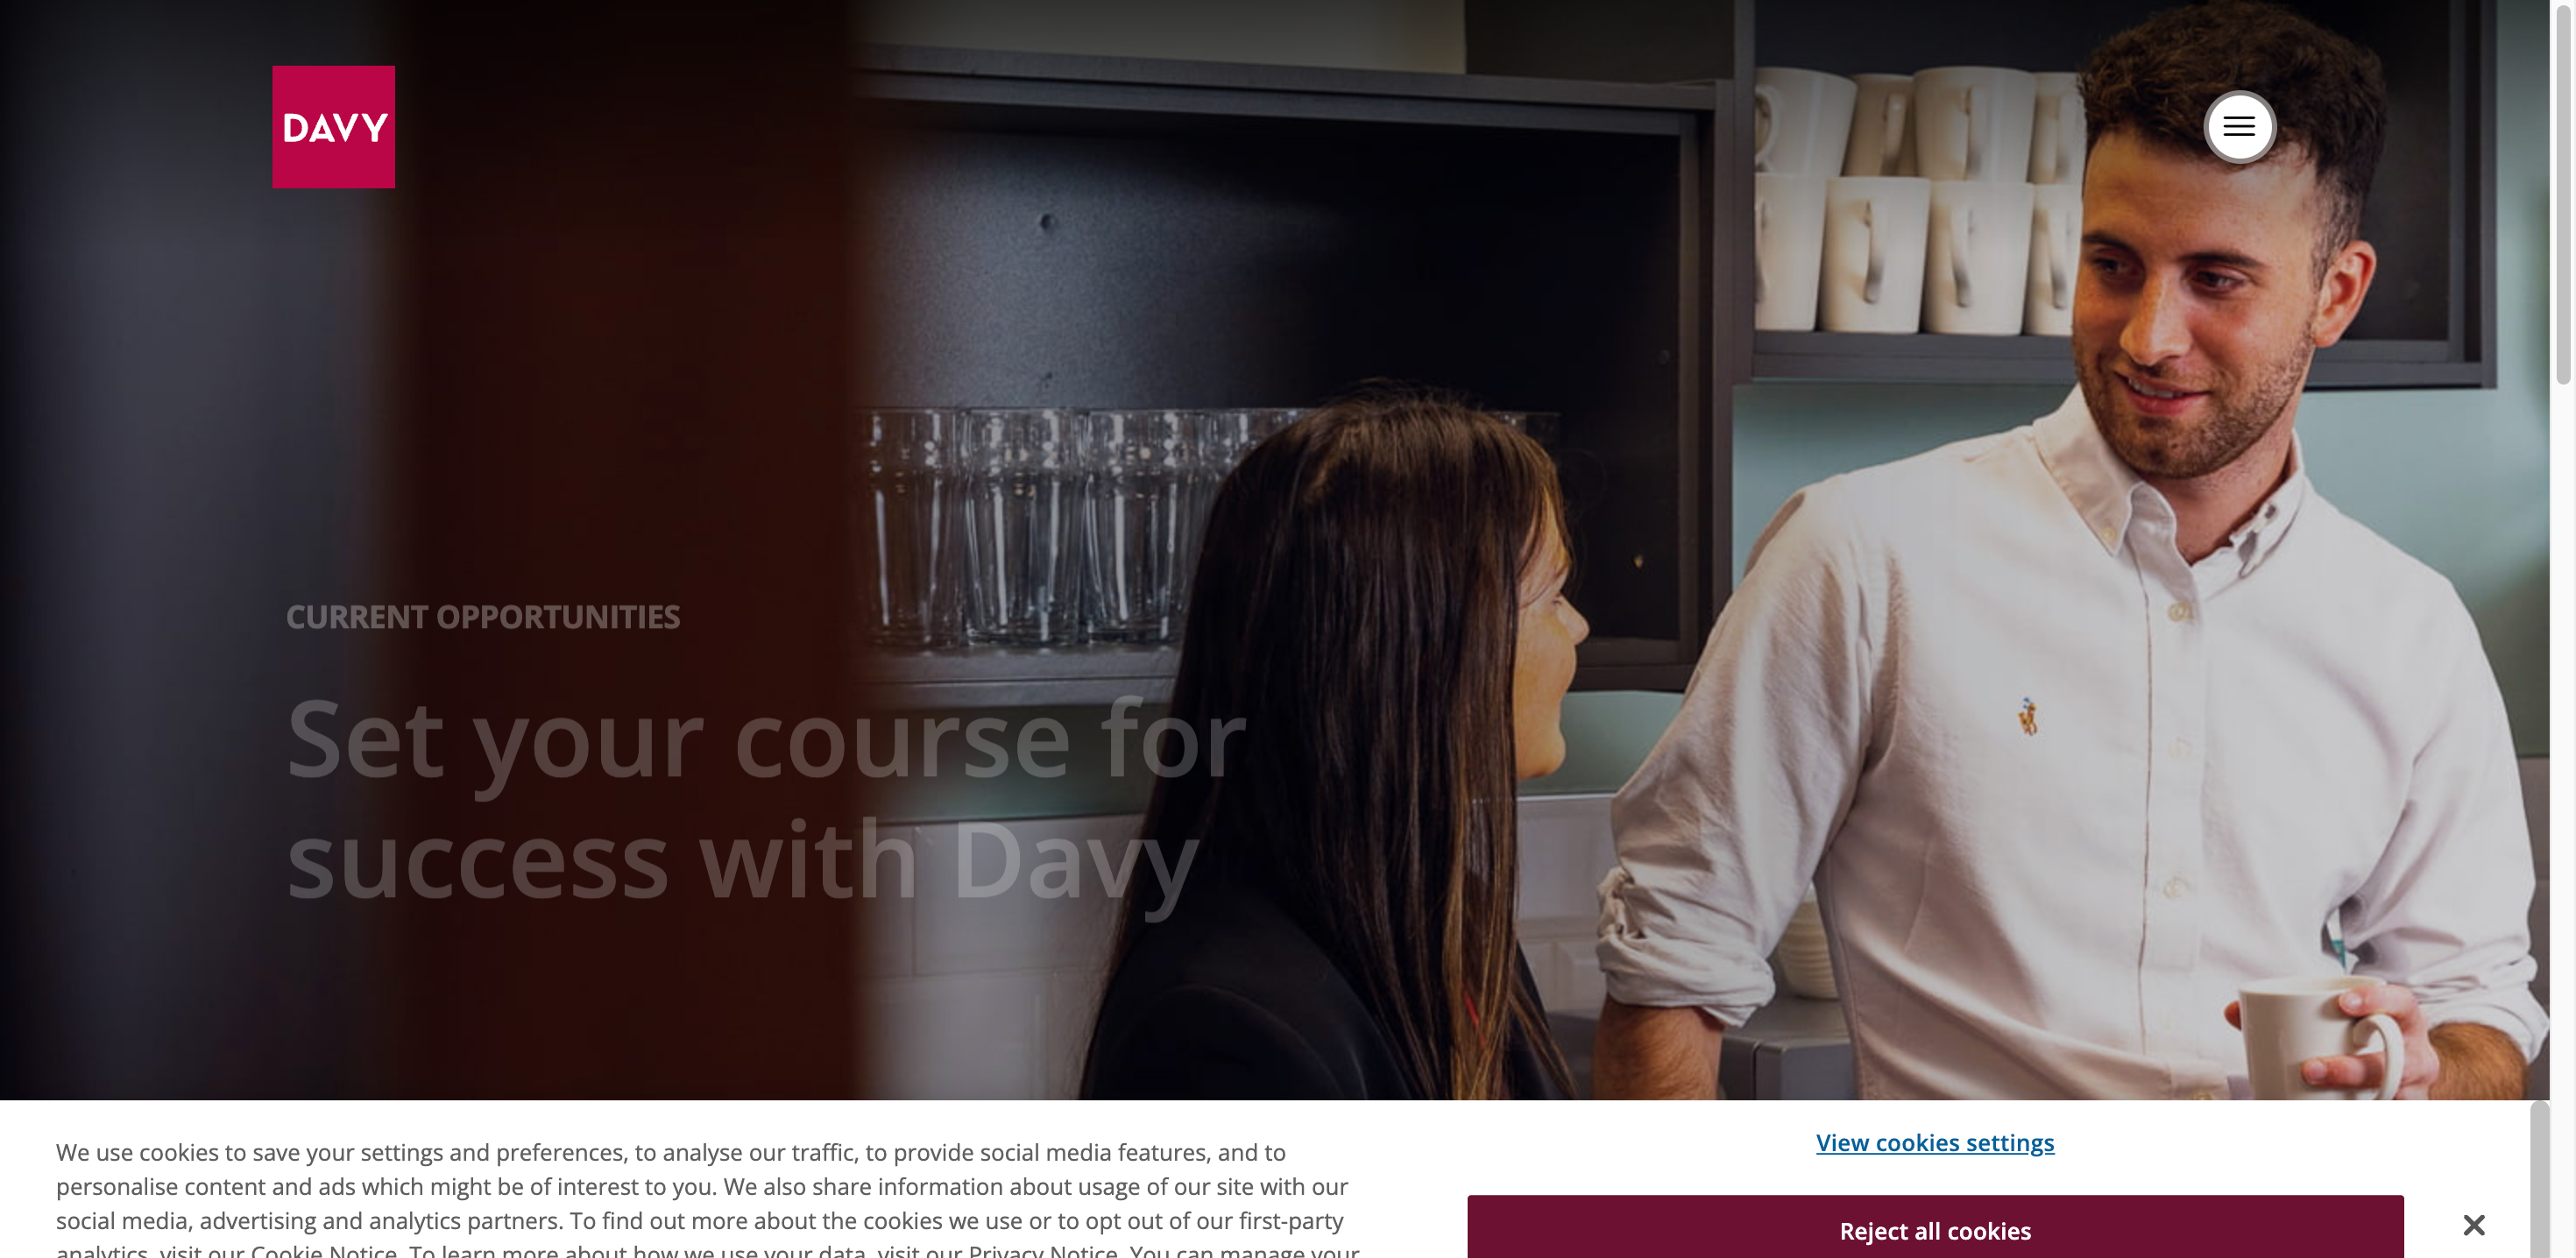 DAVY
CURRENT OPPORTUNITIES
Set your course for
success with Davy
We use cookies to save your settings and preferences, to analyse our traffic, to provide social media features, and to
personalise content and ads which might be of interest to you. We also share information about usage of our site with our
social media, advertising and analytics partners. To find out more about the cookies we use or to opt out of our first-party
analytics, visit our Cookie Notice. To learn more about how we use your data, visit our Privacy Notice. You can manage your
View cookies settings
Reject all cookies